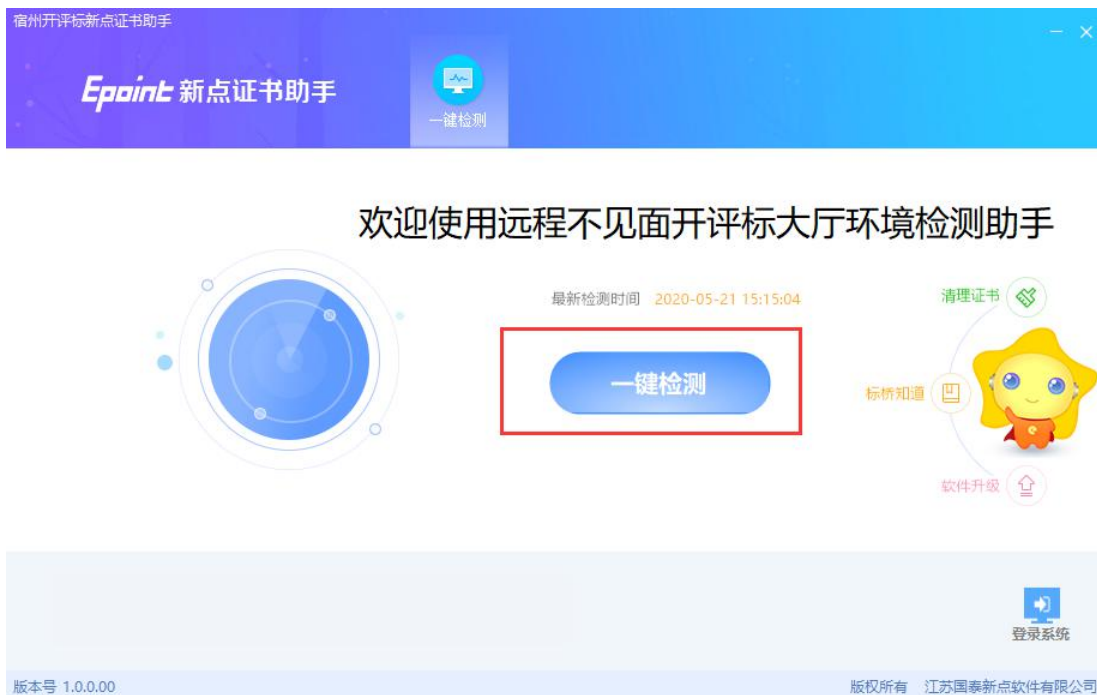 宿州开评标新点证书助手
Epoint 新点证书助手
一键检测
欢迎使用远程不见面开评标大厅环境检测助手
最新检测时间 2020-05-21 15:15:04
清理证书
一键检测
标桥知道
软件升级
登录系统
版本号 1.0.0.00
版权所有 江苏国泰新点软件有限公司